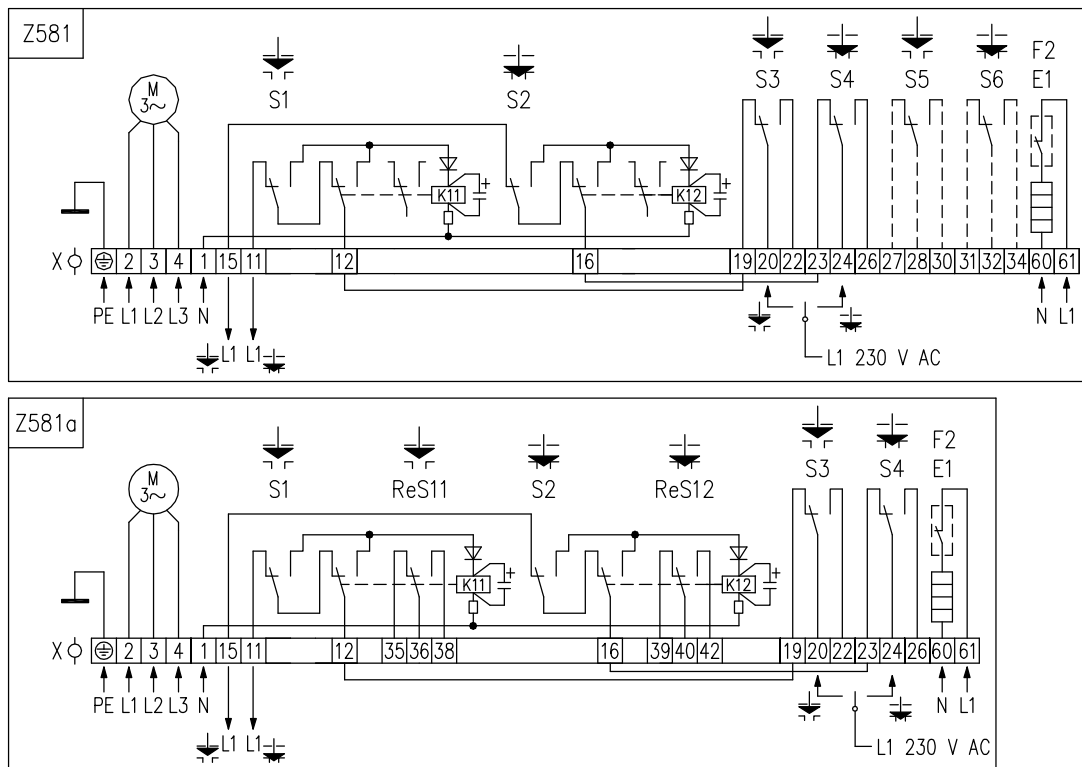 Z581
M
3~
S1
S2
S3
S4
S5
S6
F2
E1
K11
+
K12
+
X
2 3 4 1 15 11 12 16 19 20 22 23 24 26 27 28 30 31 32 34 60 61
PE L1 L2 L3 N
N L1
L1 L1
L1 230 V AC
Z581a
M
3~
S1
ReS11
S2
ReS12
S3
S4
F2
E1
K11
+
K12
+
X
2 3 4 1 15 11 12 35 36 38 16 39 40 42 19 20 22 23 24 26 60 61
PE L1 L2 L3 N
N L1
L1 L1
L1 230 V AC